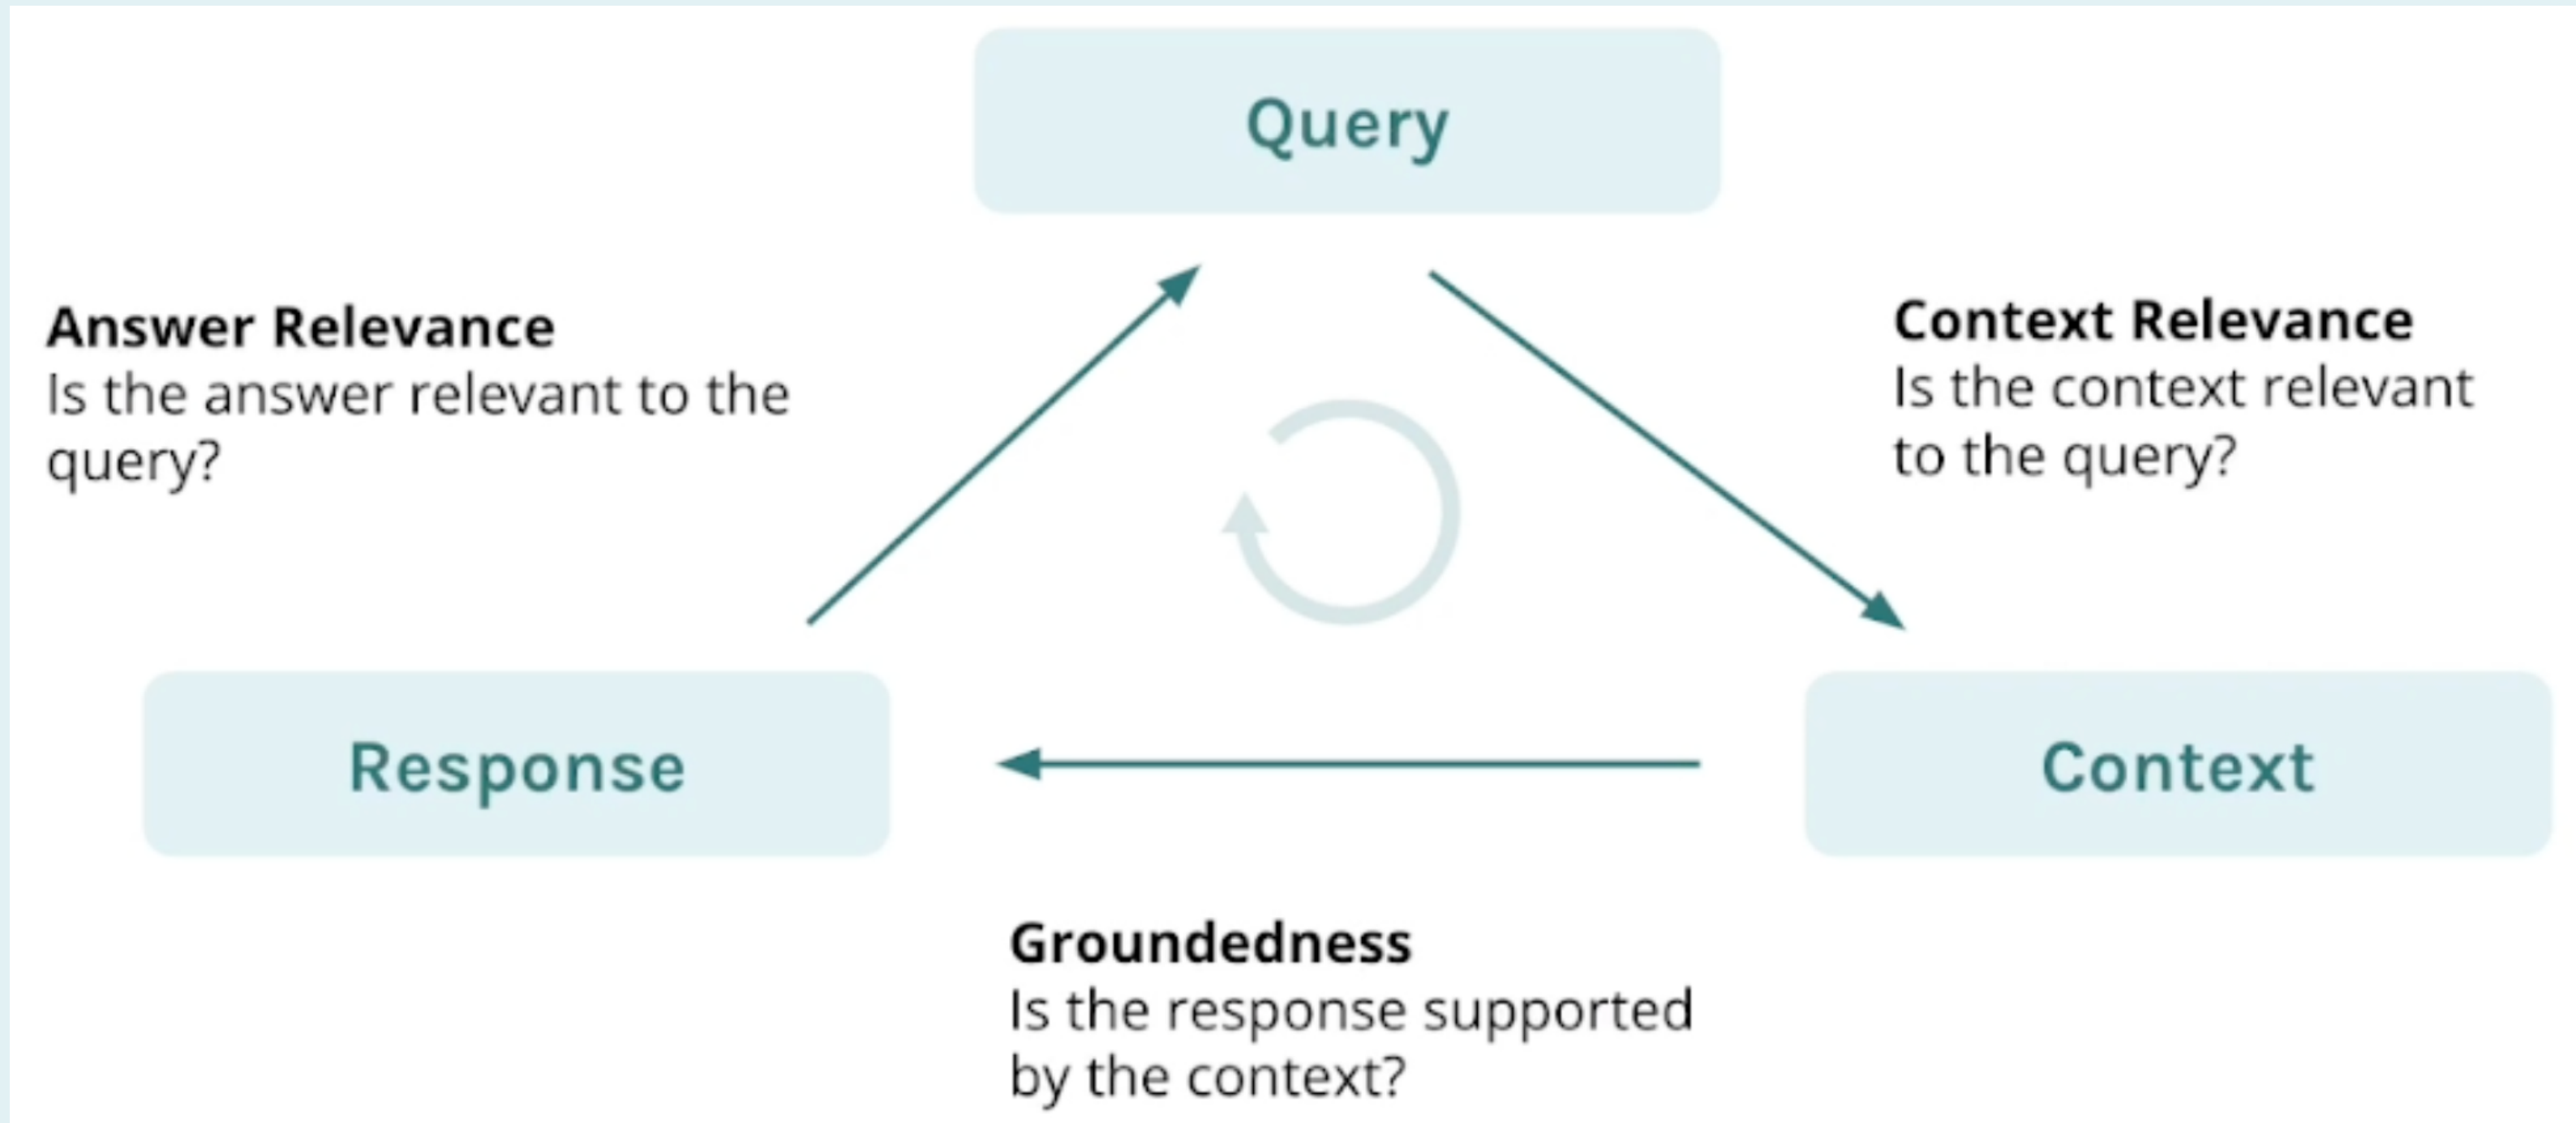 Query
Answer Relevance
Is the answer relevant to the
query?
Context Relevance
Is the context relevant
to the query?
Response
Context
Groundedness
Is the response supported
by the context?